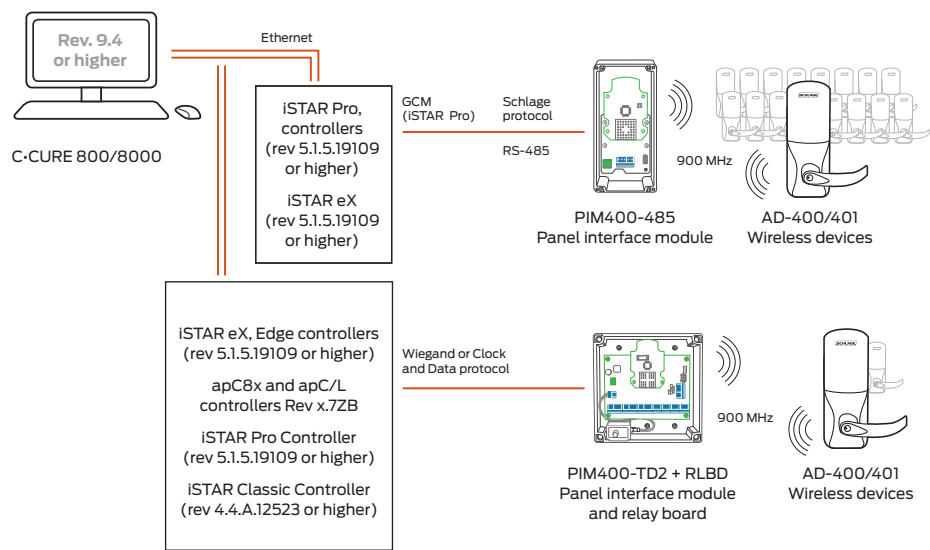 Rev. 9.4
or higher
C•CURE 800/8000
Ethernet
iSTAR Pro,
controllers
(rev 5.1.5.19109
or higher)
iSTAR eX
(rev 5.1.5.19109
or higher)
GCM
(iSTAR Pro)
Schlage
protocol
RS-485
900 MHz
SCHLAGE
PIM400-485
Panel interface module
AD-400/401
Wireless devices
iSTAR eX, Edge controllers
(rev 5.1.5.19109 or higher)
apC8x and apC/L
controllers Rev x.7ZB
iSTAR Pro Controller
(rev 5.1.5.19109 or higher)
iSTAR Classic Controller
(rev 4.4.A.12523 or higher)
Wiegand or Clock
and Data protocol
900 MHz
SCHLAGE
PIM400-TD2 + RLBD
Panel interface module
and relay board
AD-400/401
Wireless devices